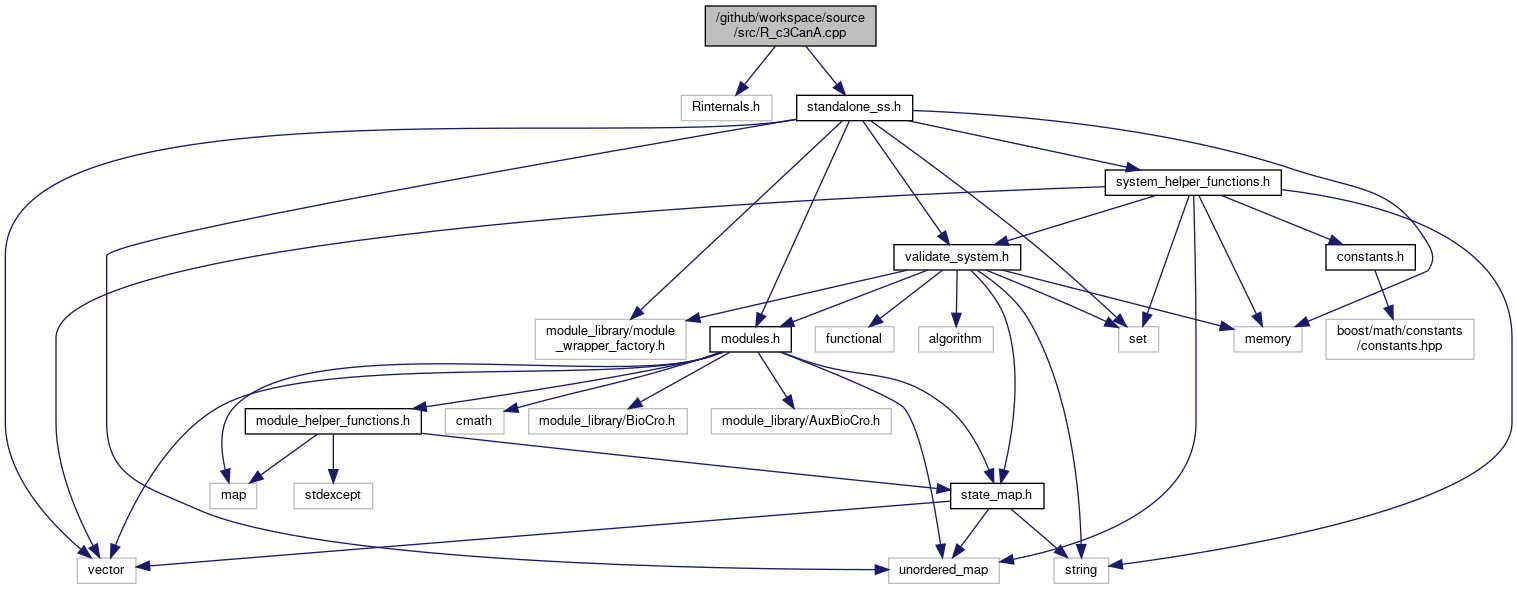 /github/workspace/source
/src/R_c3CanA.cpp
Rinternals.h
standalone_ss.h
system_helper_functions.h
validate_system.h
constants.h
module_library/module
_wrapper_factory.h
modules.h
functional
algorithm
set
memory
boost/math/constants
/constants.hpp
module_helper_functions.h
cmath
module_library/BioCro.h
module_library/AuxBioCro.h
map
stdexcept
state_map.h
vector
unordered_map
string